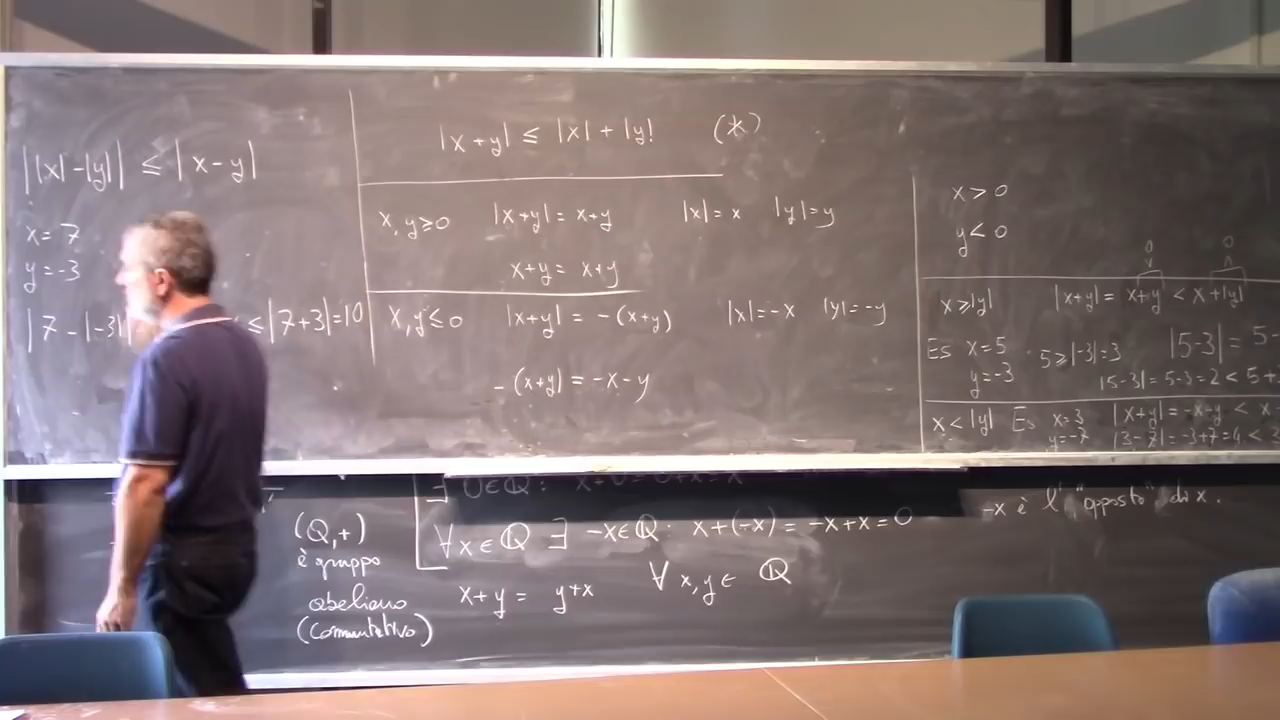 ||x|-|y|| ≤ |x-y|
x=7
y=-3
|7-|-3| ≤|7+3|=10
|x+y| ≤ |x|+|y| (*)
x,y≥0 |x+y|=x+y |x|=x |y|=y
x+y=x+y
x,y≤0 |x+y|=-(x+y) |x|=-x |y|=-y
-(x+y)=-x-y
x>0
y<0
x≥|y| |x+y|=x+y<x+|y|
Es x=5 5≥|-3|=3 |5-3|=5-
y=-3 |5-3|=5-3=2<5+3
x<|y| Es x=3 |x+y|=-x-y<x
y=-7 |3-7|=-3+7=4<3
∃ 0∈ℚ: x+0=0+x=x
∀x∈ℚ ∃ -x∈ℚ: x+(-x)=-x+x=0
x+y=y+x ∀ x,y∈ ℚ
(Q,+)
è gruppo
abeliano
(commutativo)
-x è l'"opposto" di x.